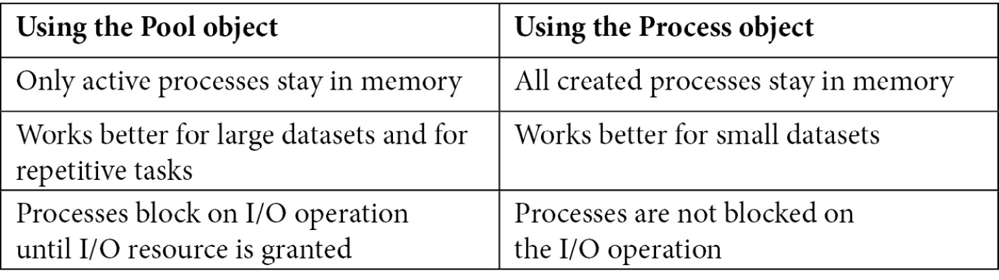 Using the Pool object
Using the Process object
Only active processes stay in memory
All created processes stay in memory
Works better for large datasets and for
repetitive tasks
Works better for small datasets
Processes block on I/O operation
until I/O resource is granted
Processes are not blocked on
the I/O operation